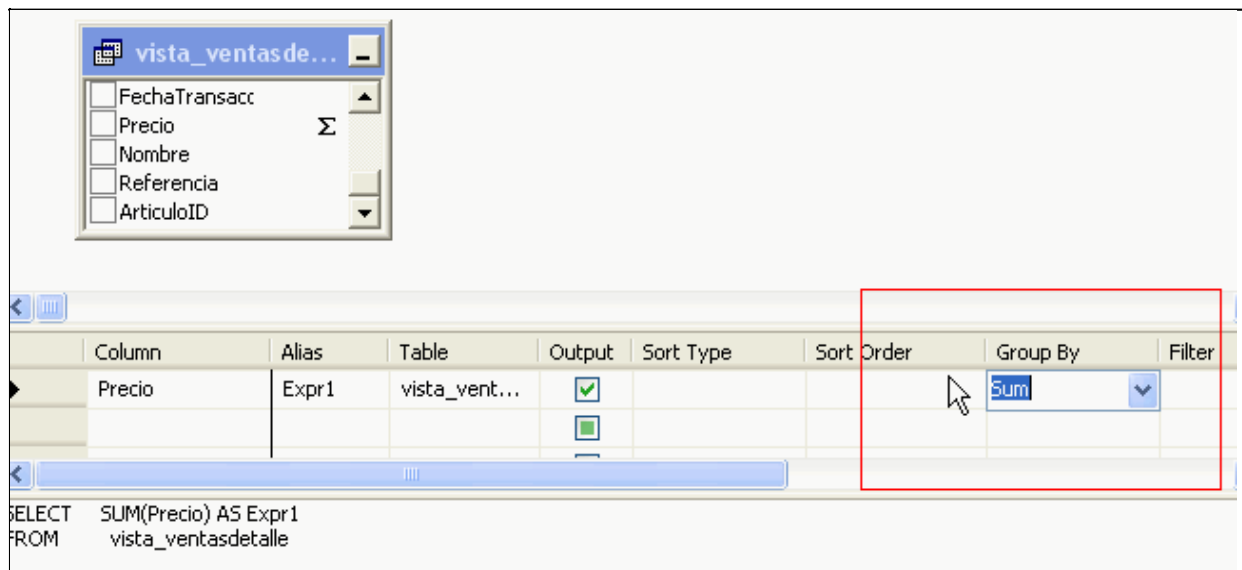 vista_ventasde...
FechaTransacc
Precio Σ
Nombre
Referencia
ArticuloID
Column Alias Table Output Sort Type Sort Order Group By Filter
Precio Expr1 vista_vent... Sum
SELECT SUM(Precio) AS Expr1
FROM vista_ventasdetalle